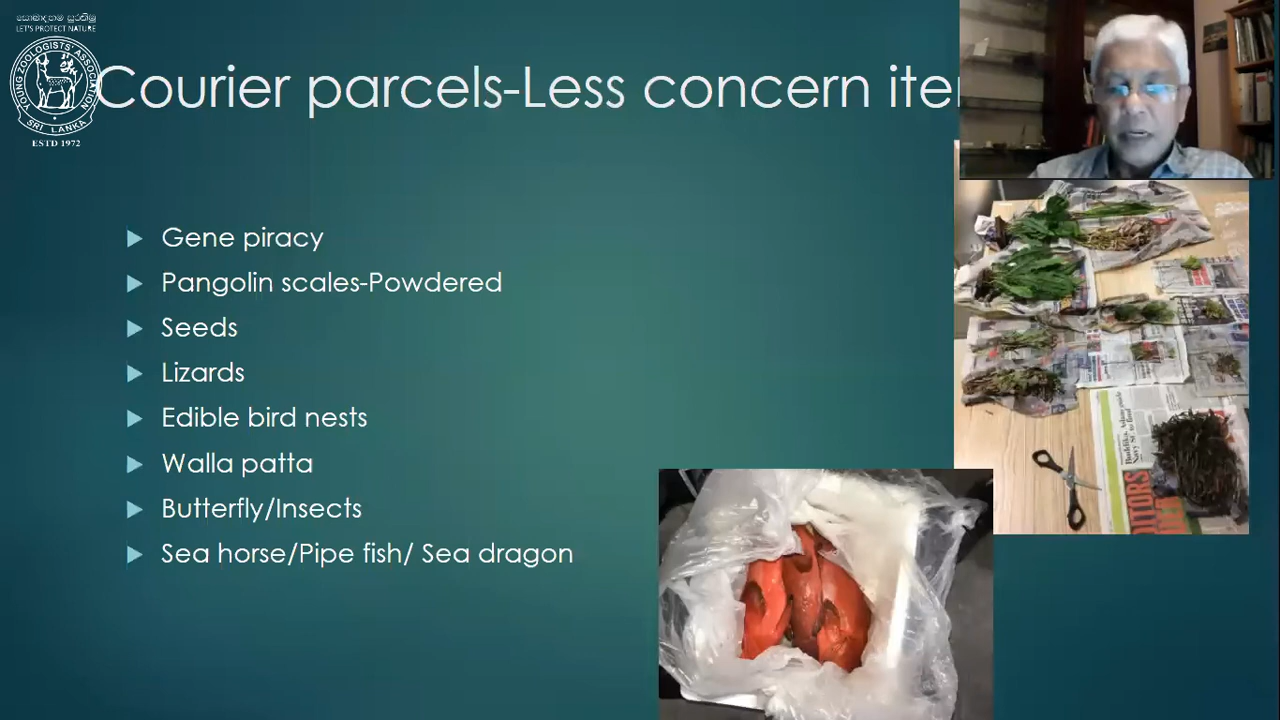 LET'S PROTECT NATURE
YOUNG ZOOLOGISTS' ASSOCIATION
SRI LANKA
ESTD 1972
Courier parcels-Less concern ite
Gene piracy
Pangolin scales-Powdered
Seeds
Lizards
Edible bird nests
Walla patta
Butterfly/Insects
Sea horse/Pipe fish/ Sea dragon